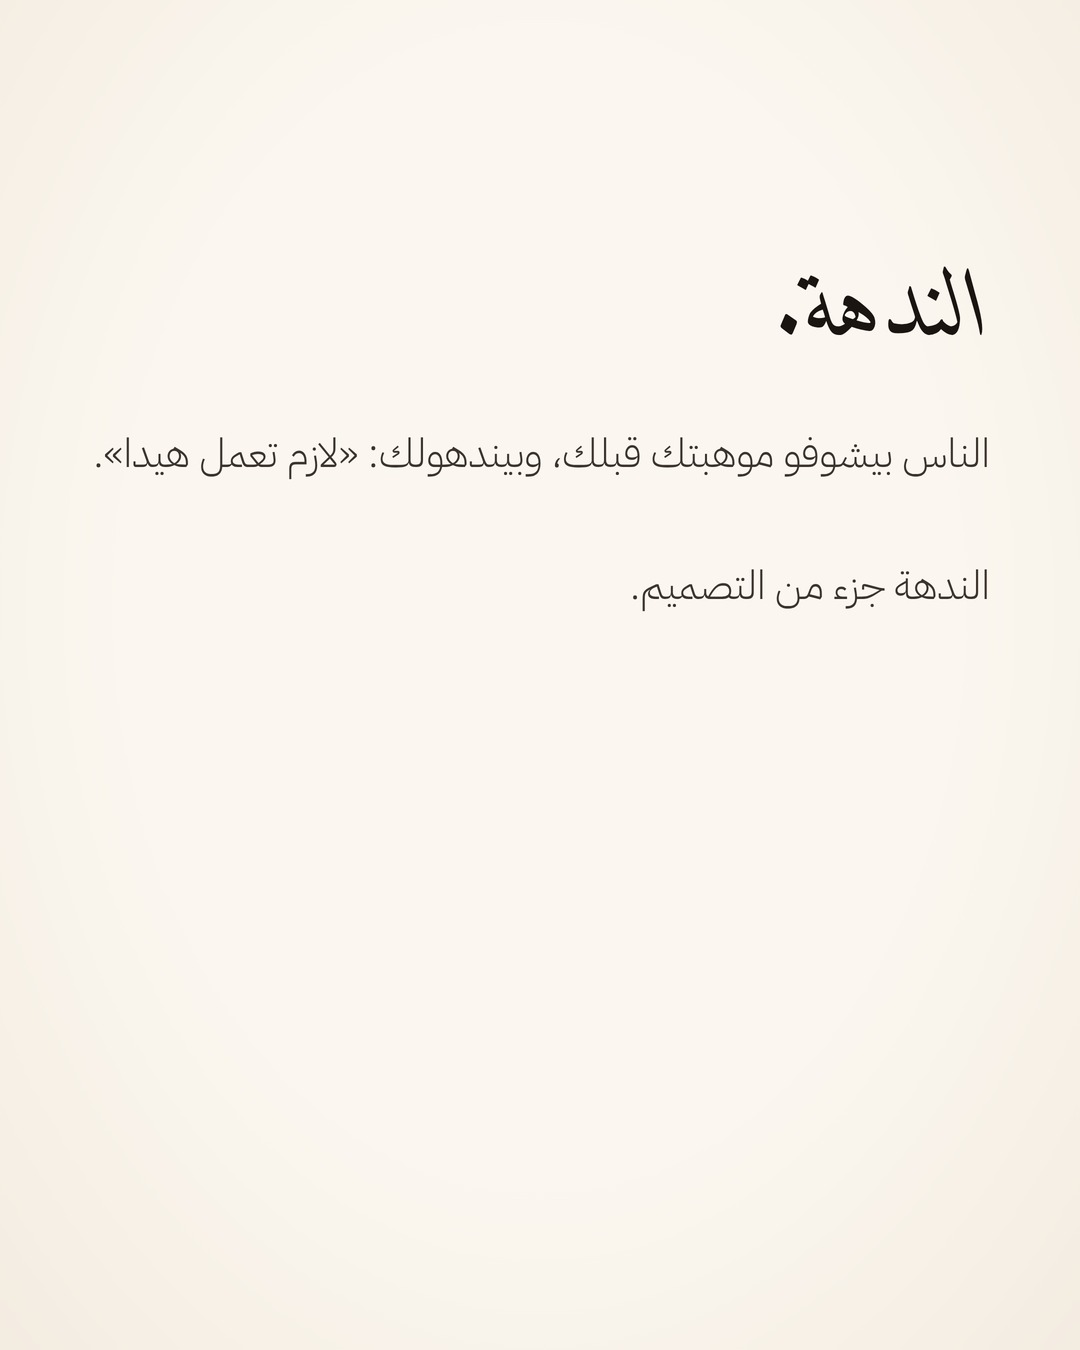 الندهة.
الناس بيشوفو موهبتك قبلك، وبيندهولك: «لازم تعمل هيدا».
الندهة جزء من التصميم.